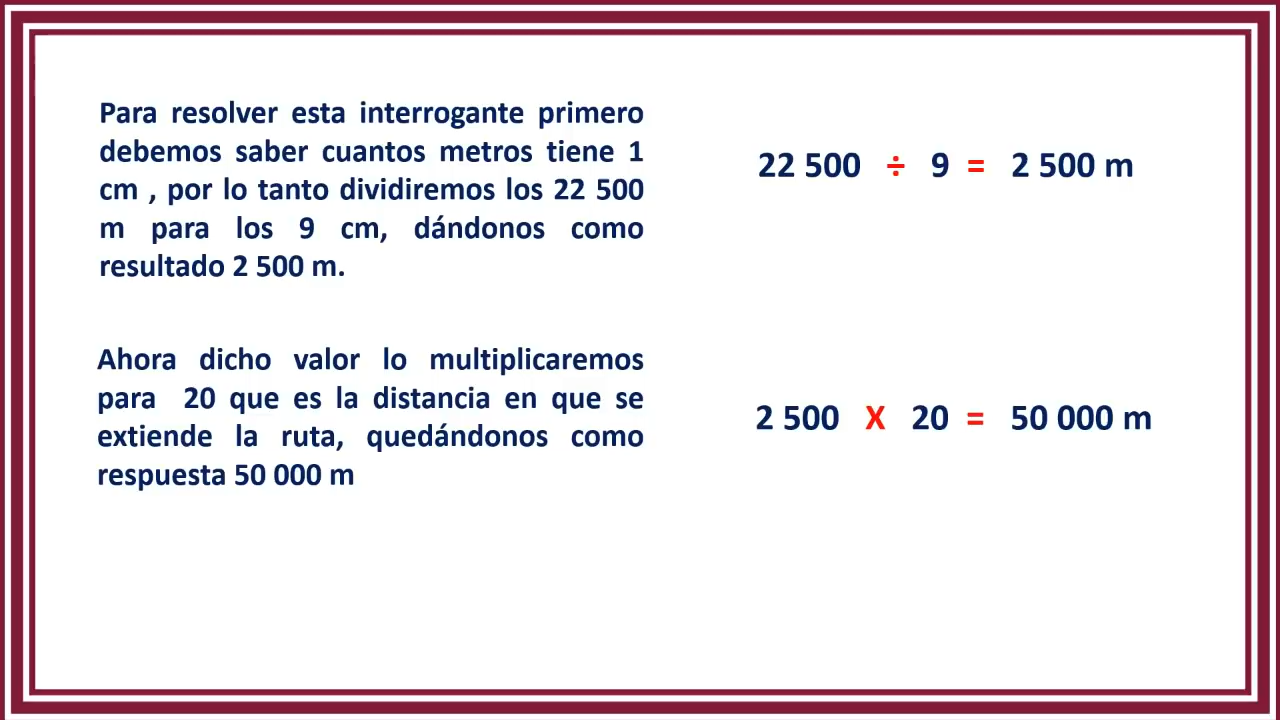 Para resolver esta interrogante primero
debemos saber cuantos metros tiene 1
cm , por lo tanto dividiremos los 22 500
m para los 9 cm, dándonos como
resultado 2 500 m.
22 500 ÷ 9 = 2 500 m
Ahora dicho valor lo multiplicaremos
para 20 que es la distancia en que se
extiende la ruta, quedándonos como
respuesta 50 000 m
2 500 X 20 = 50 000 m